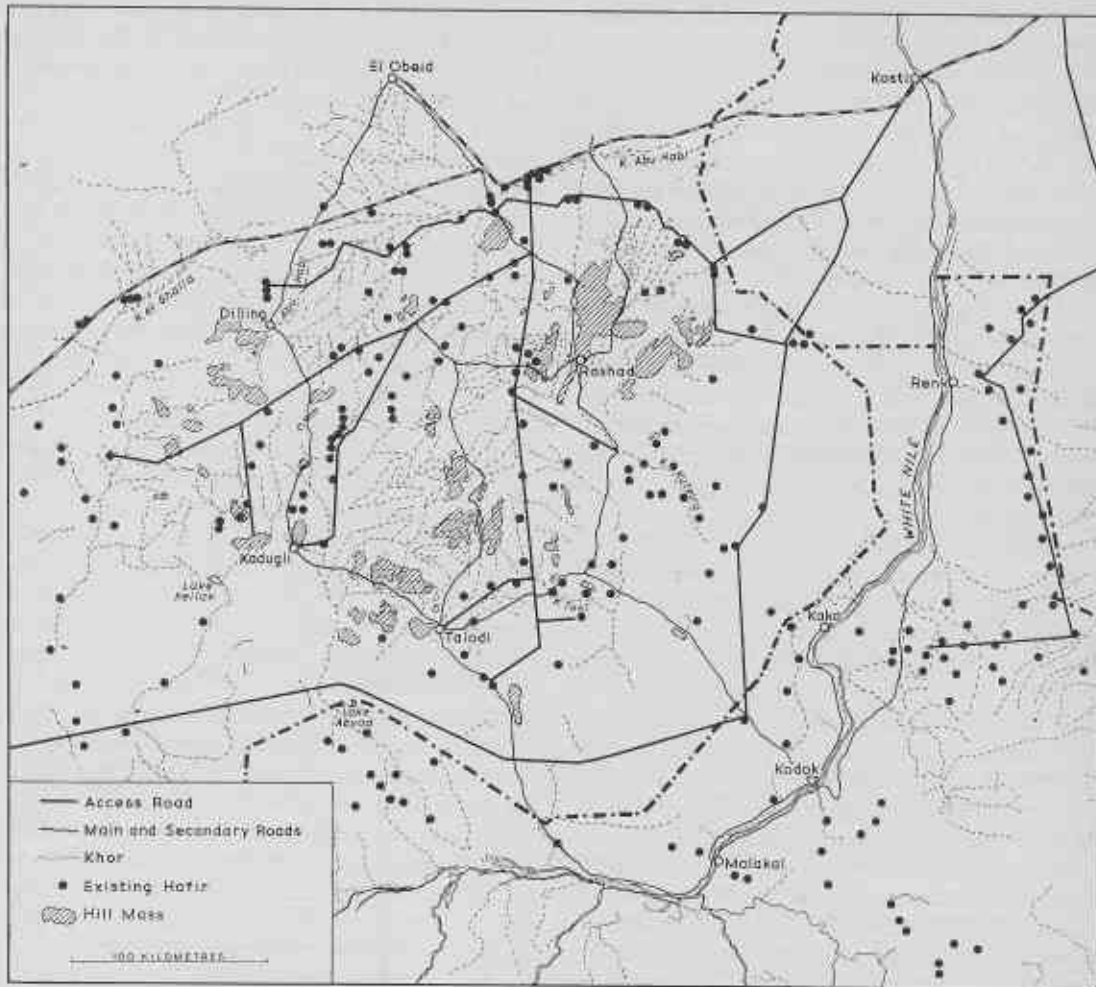 El Obeid
Kosti
K. Abu Habl
K. el Ghalla
Dilling
Rashad
Renk
WHITE NILE
Kadugli
Lake
Keilak
Talodi
Kaka
Lake
Abyad
Kodok
Malakal
Access Road
Main and Secondary Roads
Khor
Existing Hafir
Hill Mass
100 KILOMETRES